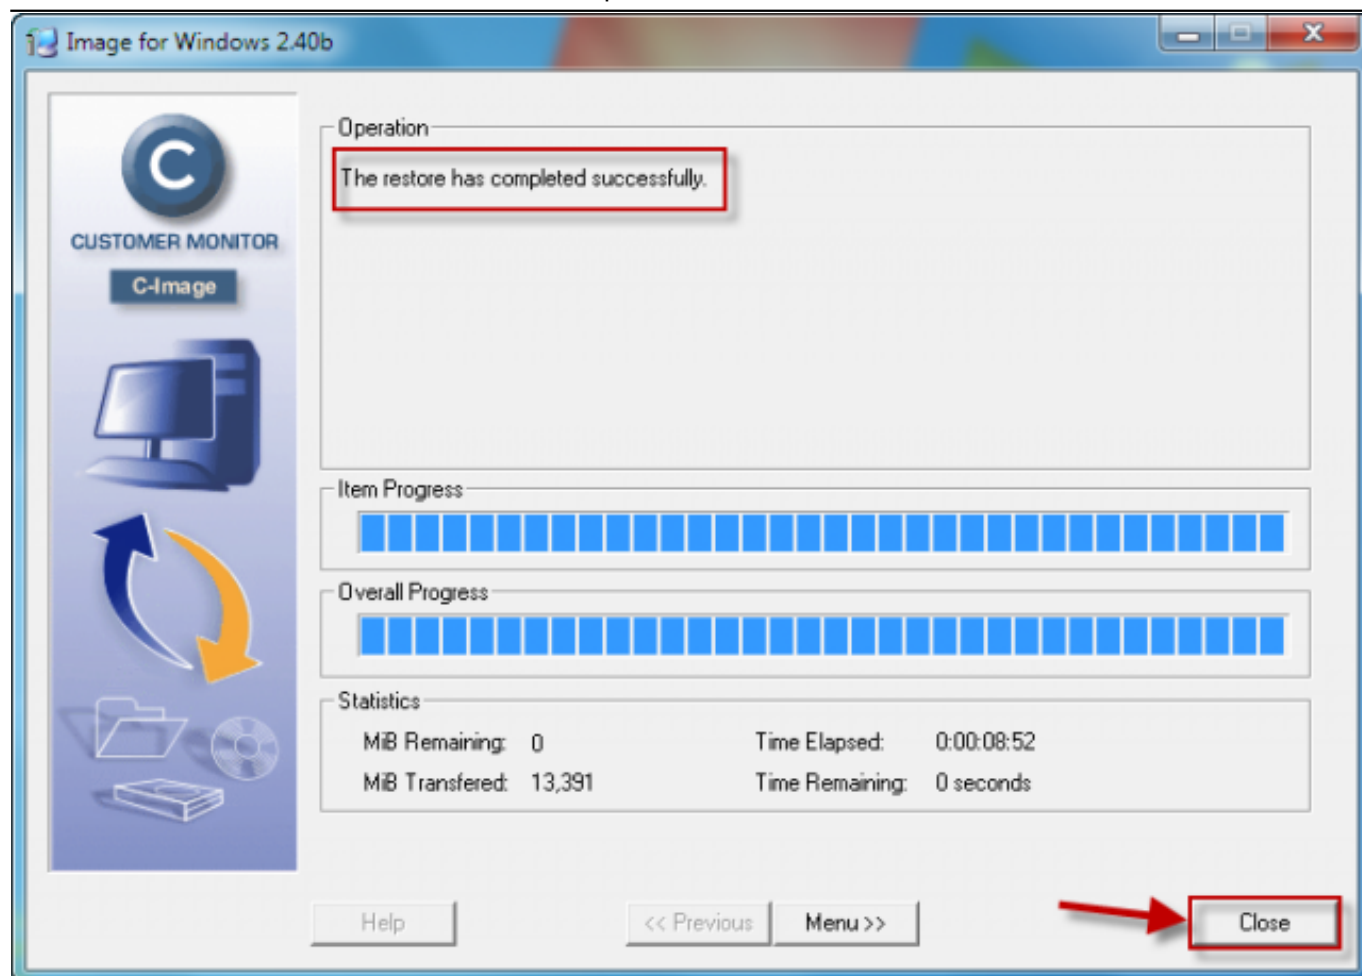 Image for Windows 2.40b
X
C
CUSTOMER MONITOR
C-Image
Operation
The restore has completed successfully.
Item Progress
Overall Progress
Statistics
MiB Remaining: 0 Time Elapsed: 0:00:08:52
MiB Transfered: 13,391 Time Remaining: 0 seconds
Help << Previous Menu >> Close